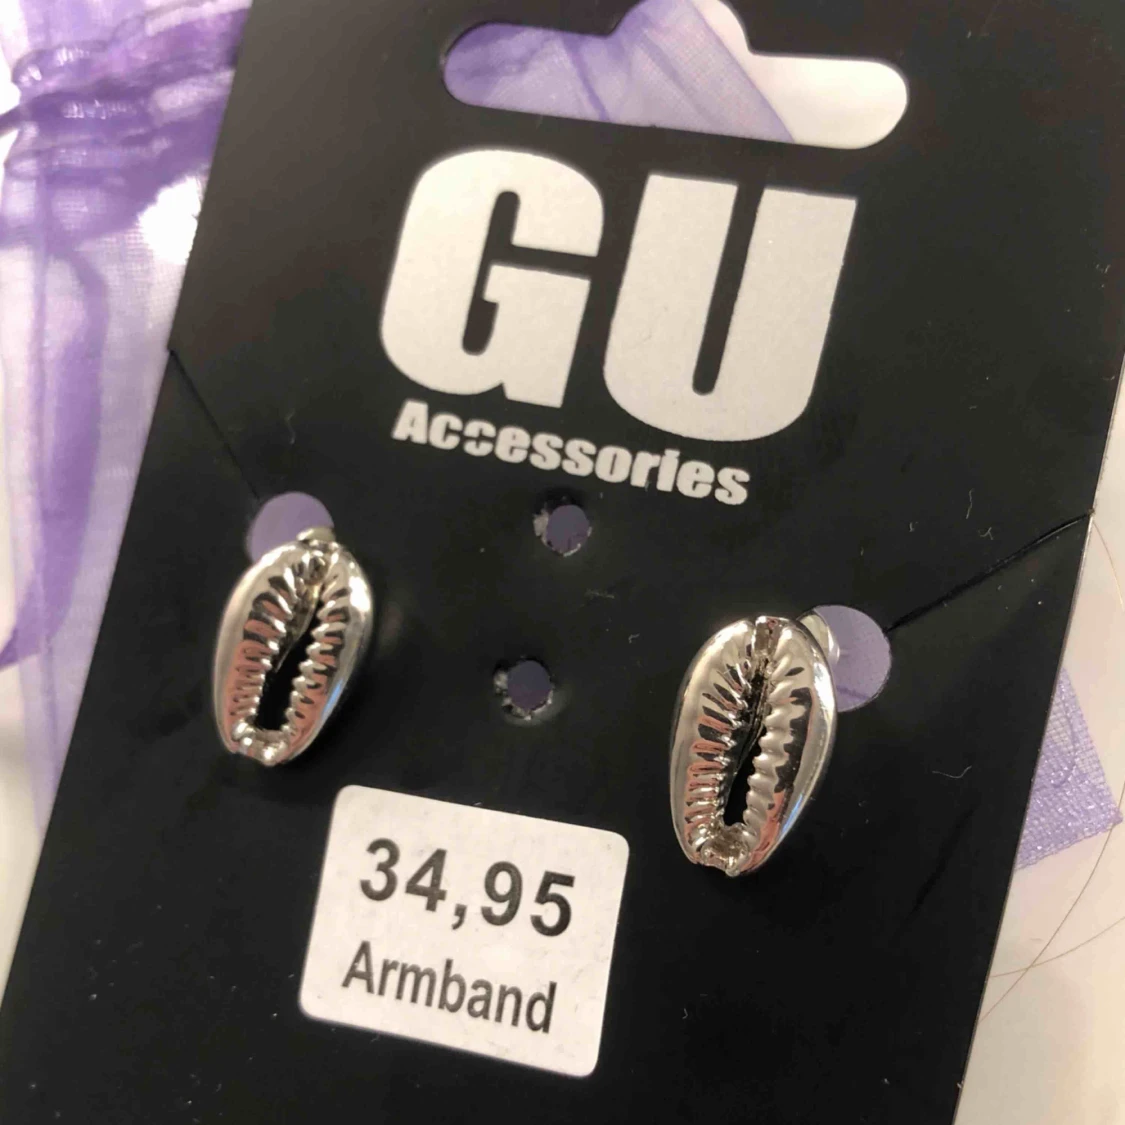 GU
Accessories
34,95
Armband